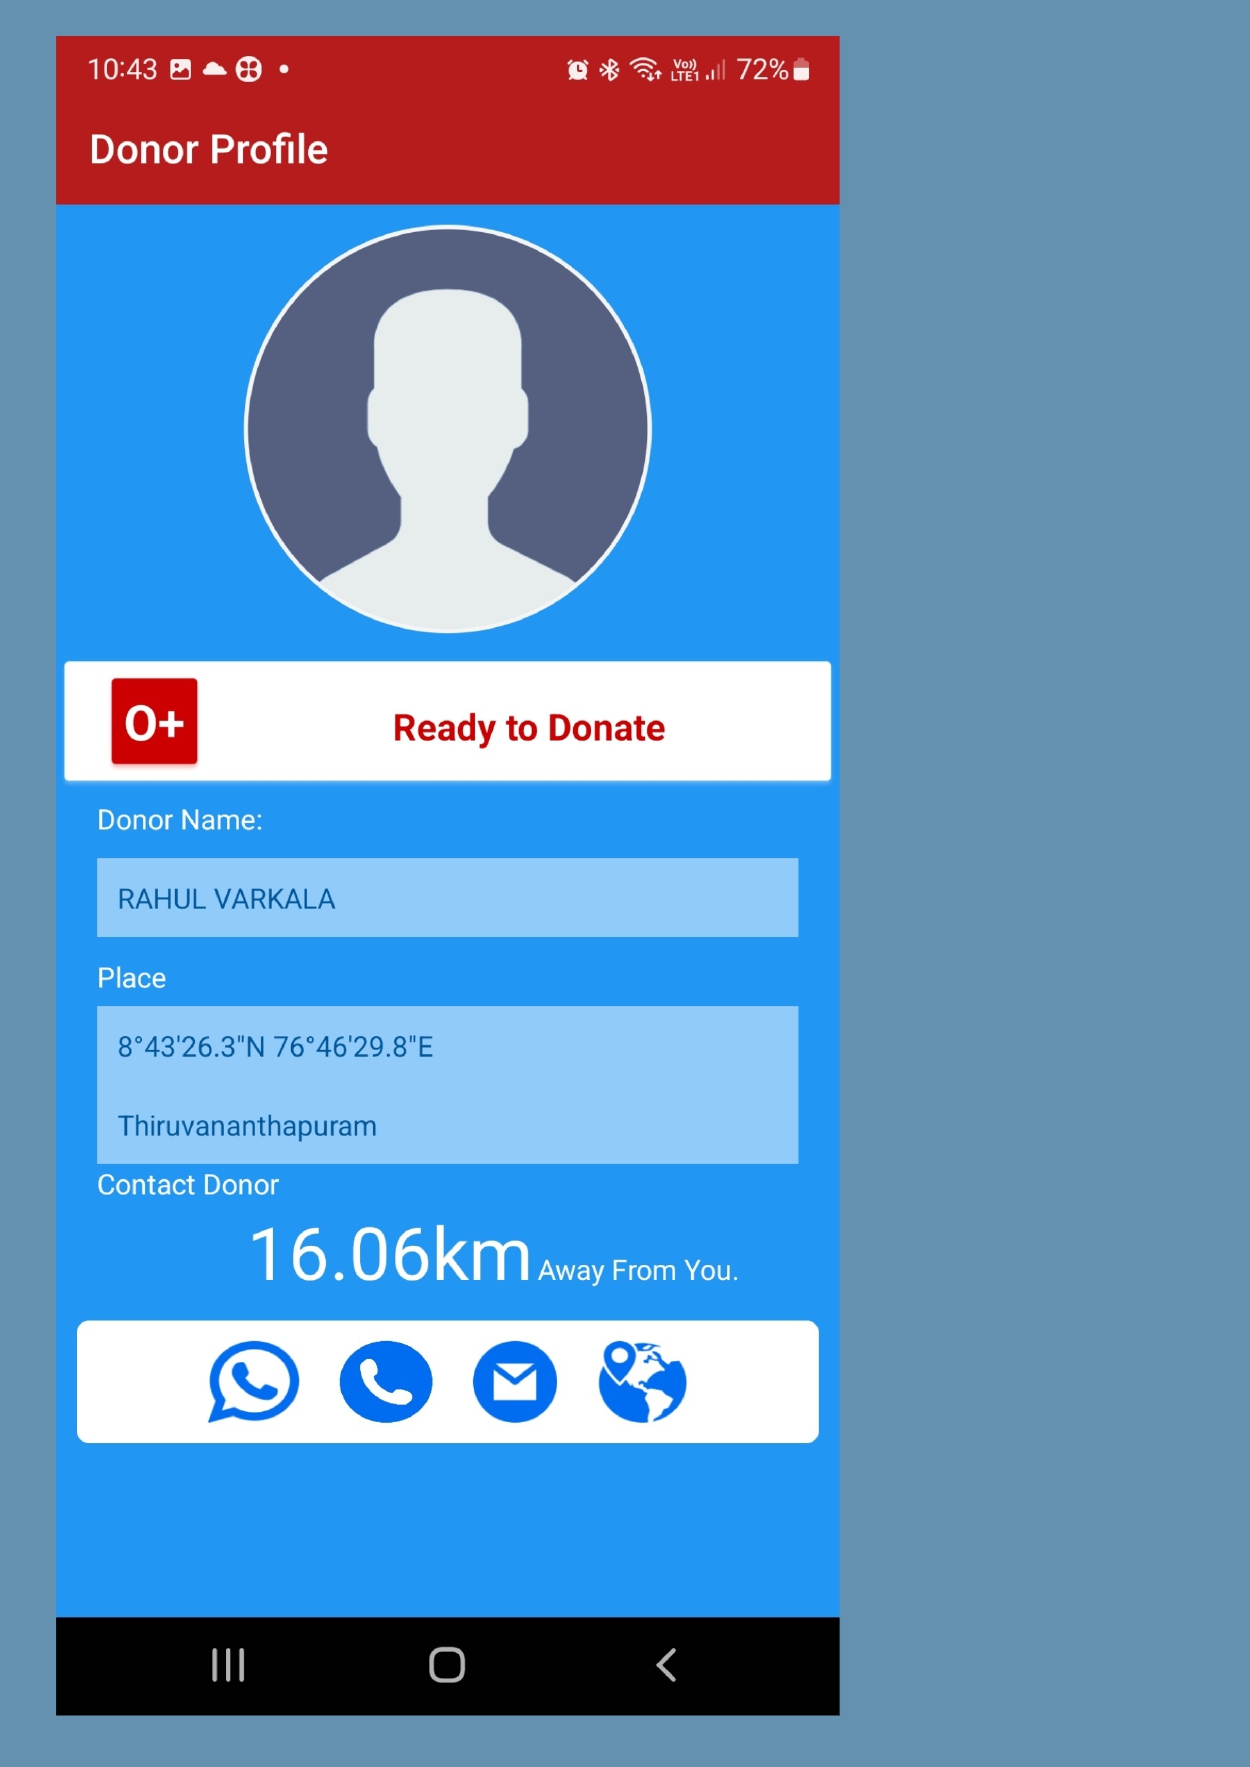 10:43
Vo))
LTE1
72%
Donor Profile
O+
Ready to Donate
Donor Name:
RAHUL VARKALA
Place
8°43'26.3"N 76°46'29.8"E
Thiruvananthapuram
Contact Donor
16.06km Away From You.